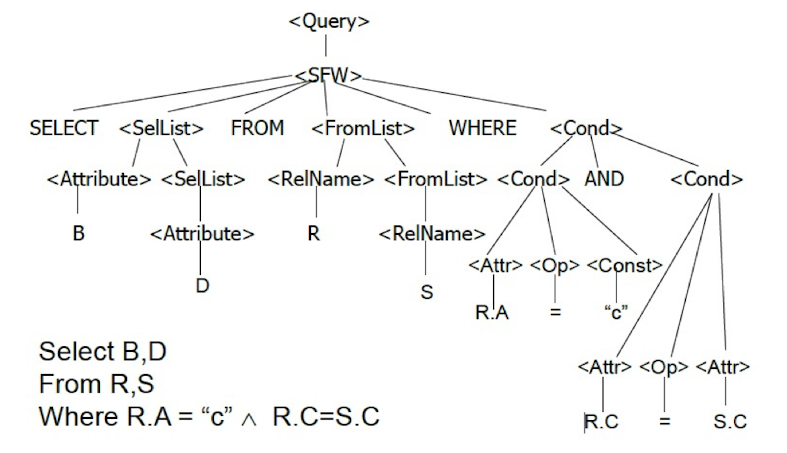 <Query>
<SFW>
SELECT <SelList> FROM <FromList> WHERE <Cond>
<Attribute> <SelList> <RelName> <FromList> <Cond> AND <Cond>
B <Attribute> R <RelName>
<Attr> <Op> <Const>
D S
R.A = “c”
Select B,D
From R,S
Where R.A = “c” ∧ R.C=S.C
<Attr> <Op> <Attr>
R.C = S.C